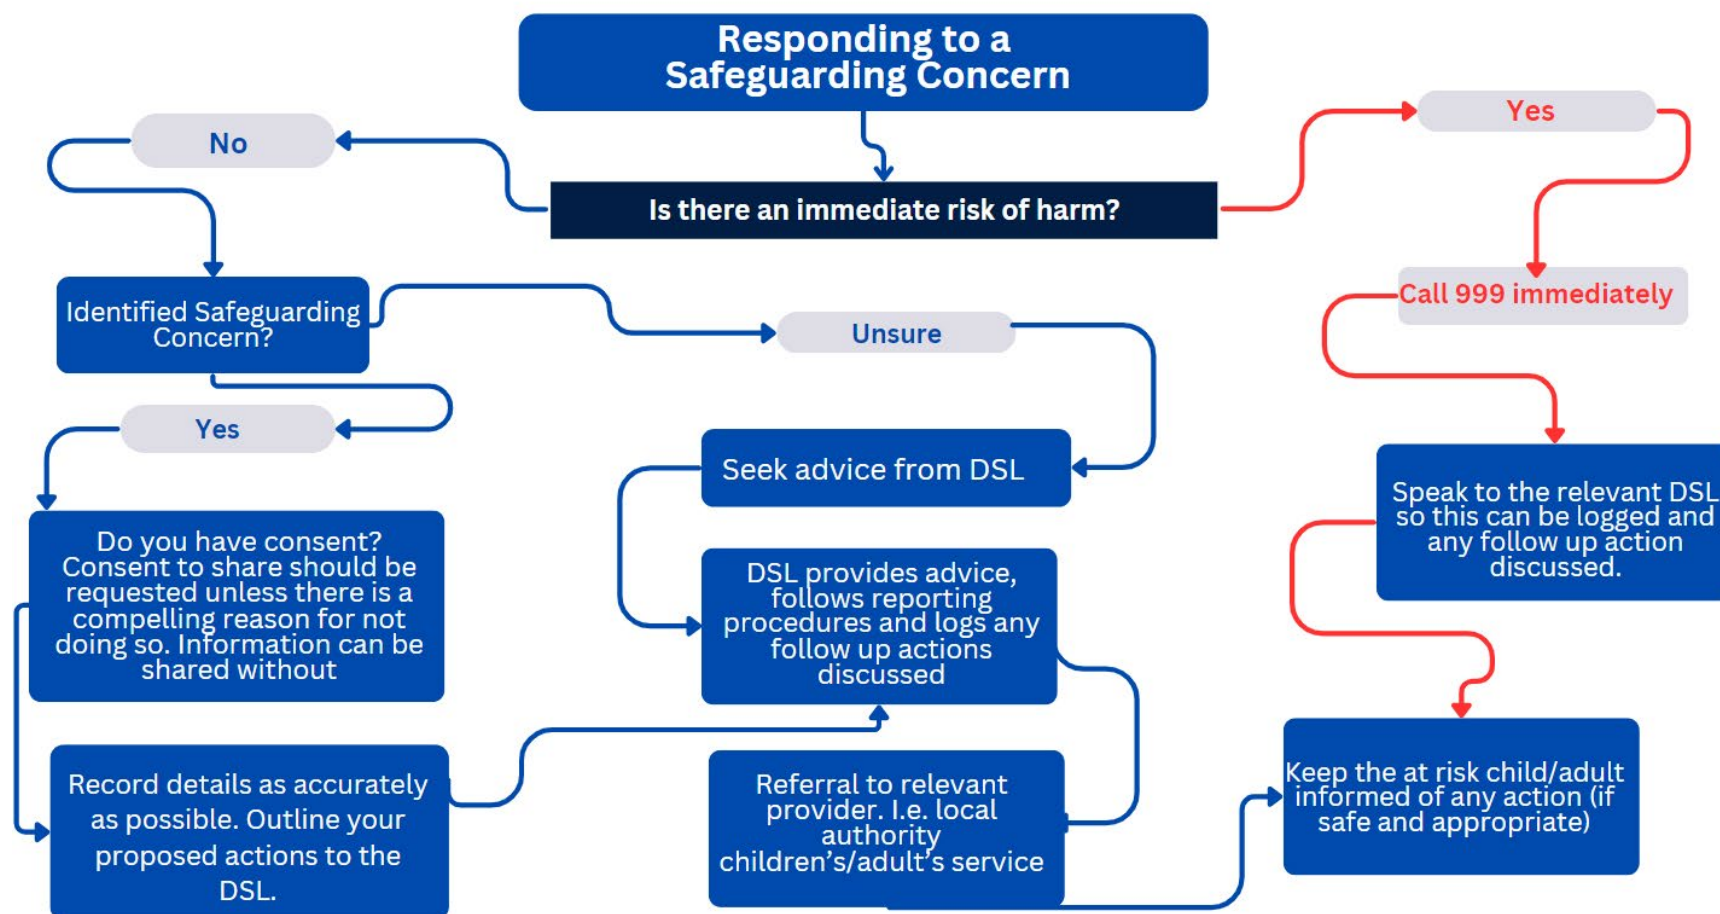 Responding to a
Safeguarding Concern
No
Yes
Is there an immediate risk of harm?
Identified Safeguarding
Concern?
Unsure
Call 999 immediately
Yes
Seek advice from DSL
Speak to the relevant DSL
so this can be logged and
any follow up action
discussed.
Do you have consent?
Consent to share should be
requested unless there is a
compelling reason for not
doing so. Information can be
shared without
DSL provides advice,
follows reporting
procedures and logs any
follow up actions
discussed
Record details as accurately
as possible. Outline your
proposed actions to the
DSL.
Referral to relevant
provider. I.e. local
authority
children’s/adult’s service
Keep the at risk child/adult
informed of any action (if
safe and appropriate)